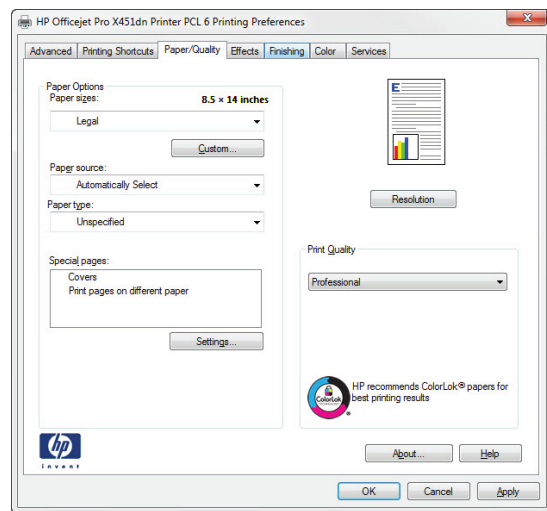 HP Officejet Pro X451dn Printer PCL 6 Printing Preferences
X
Advanced Printing Shortcuts Paper/Quality Effects Finishing Color Services
Paper Options
Paper sizes: 8.5 × 14 inches
Legal
Custom...
Paper source:
Automatically Select
Paper type:
Unspecified
Special pages:
Covers
Print pages on different paper
Settings...
E
Resolution
Print Quality
Professional
ColorLok
HP recommends ColorLok® papers for
best printing results
hp
invent
About... Help
OK Cancel Apply